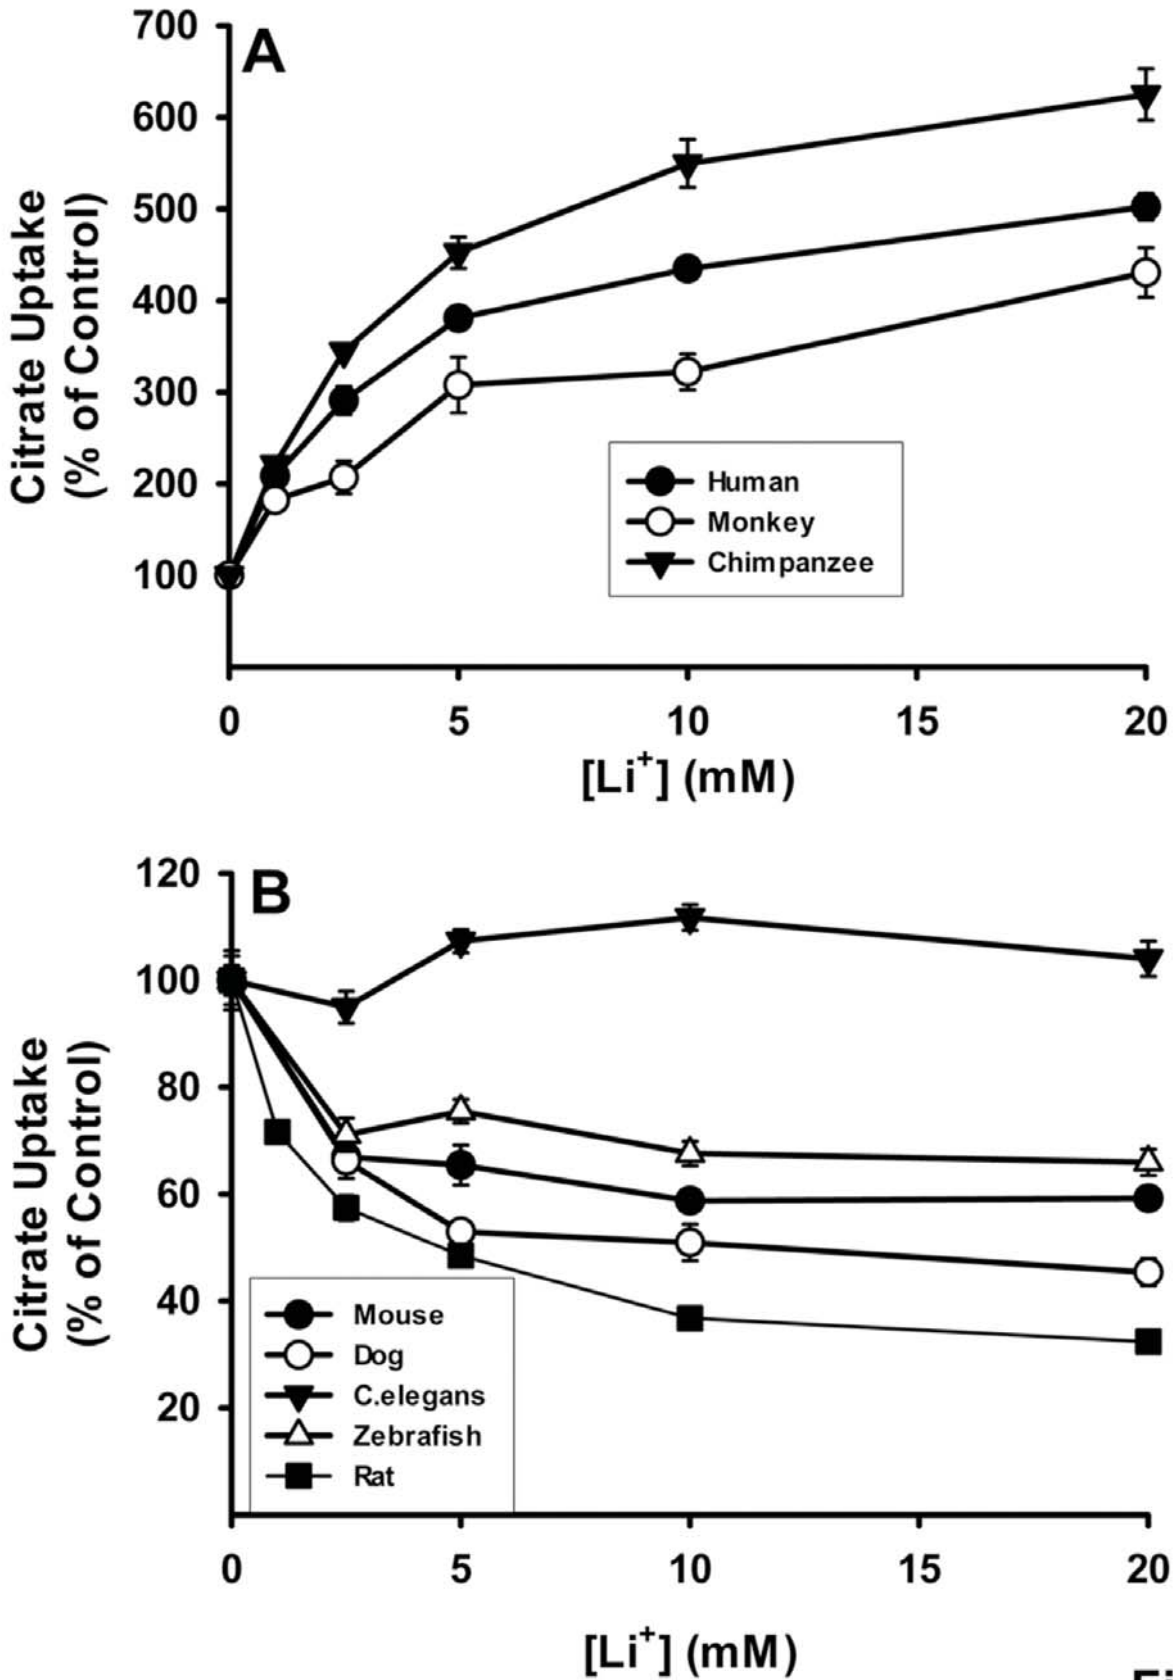 A
700
600
500
400
300
200
100
Citrate Uptake
(% of Control)
Human
Monkey
Chimpanzee
0 5 10 15 20
[Li+] (mM)
B
120
100
80
60
40
20
Citrate Uptake
(% of Control)
Mouse
Dog
C.elegans
Zebrafish
Rat
0 5 10 15 20
[Li+] (mM)